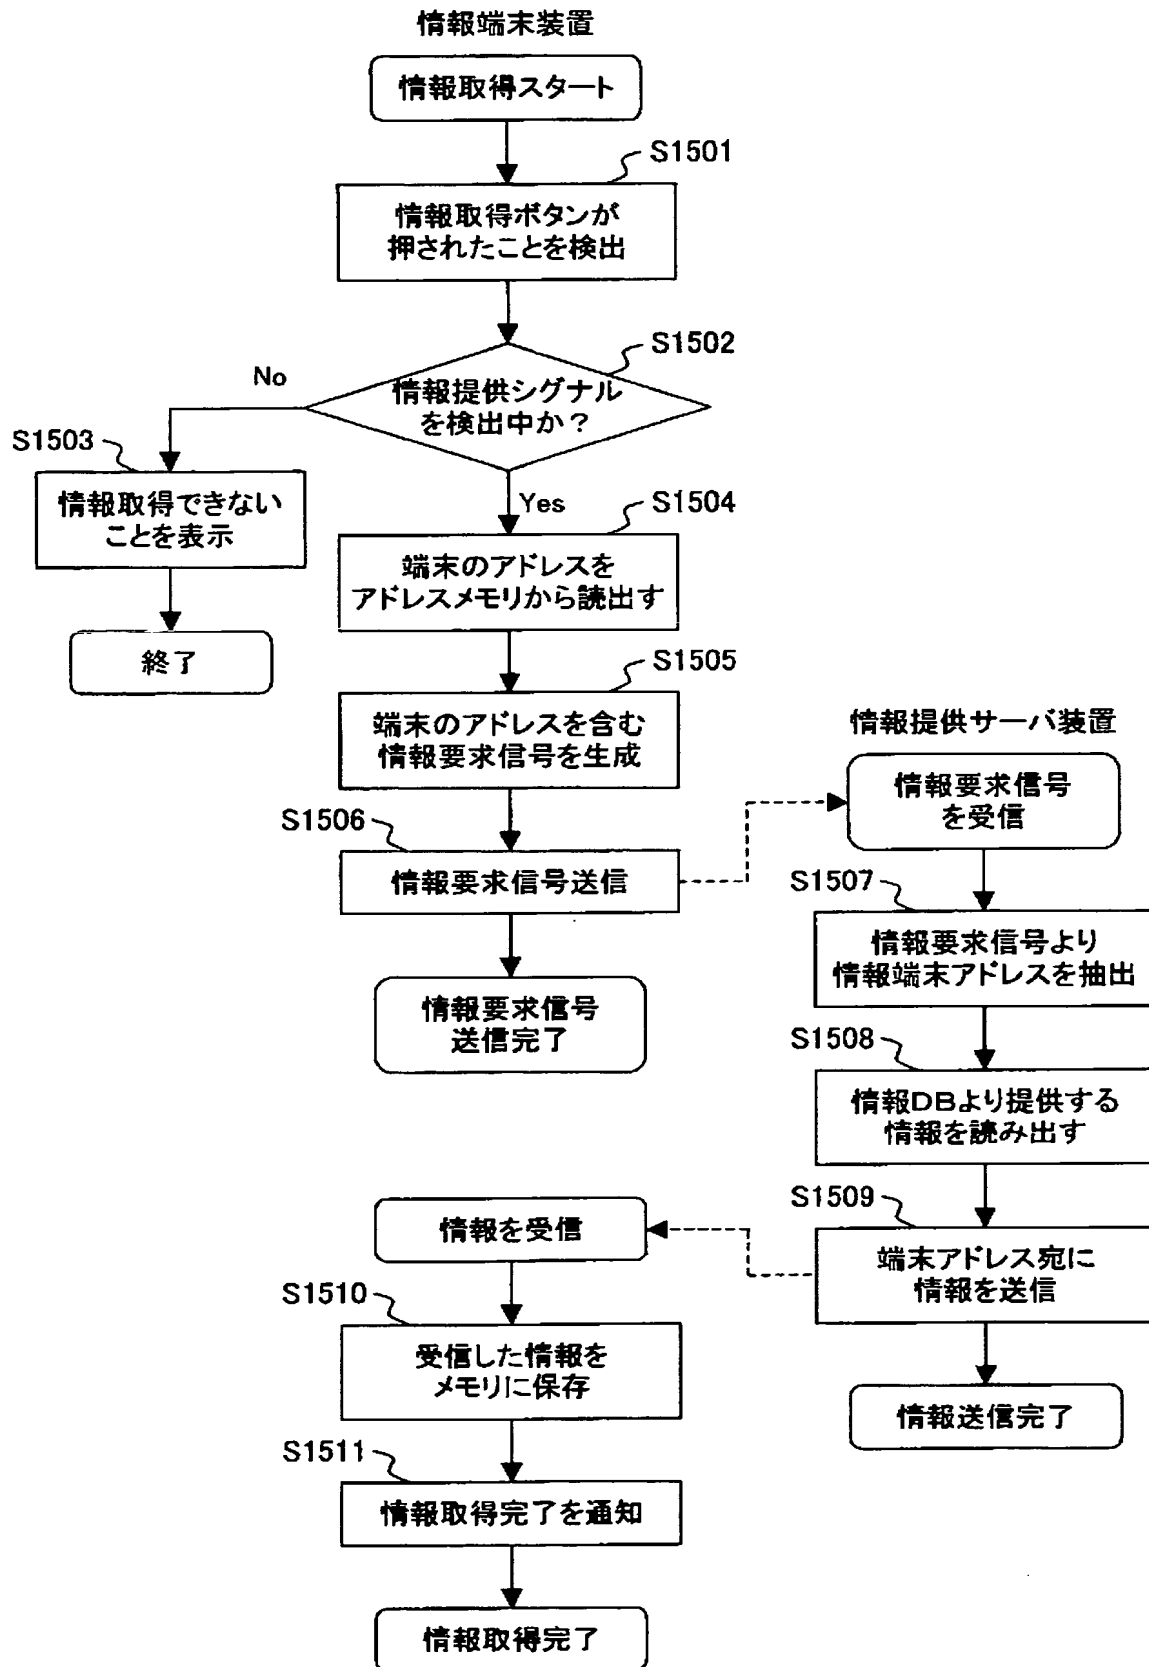 情報端末装置
情報取得スタート
S1501
情報取得ボタンが
押されたことを検出
S1502
情報提供シグナル
を検出中か？
No
Yes
S1503
情報取得できない
ことを表示
終了
S1504
端末のアドレスを
アドレスメモリから読出す
S1505
端末のアドレスを含む
情報要求信号を生成
S1506
情報要求信号送信
情報要求信号
送信完了
情報提供サーバ装置
情報要求信号
を受信
S1507
情報要求信号より
情報端末アドレスを抽出
S1508
情報DBより提供する
情報を読み出す
S1509
端末アドレス宛に
情報を送信
情報送信完了
情報を受信
S1510
受信した情報を
メモリに保存
S1511
情報取得完了を通知
情報取得完了